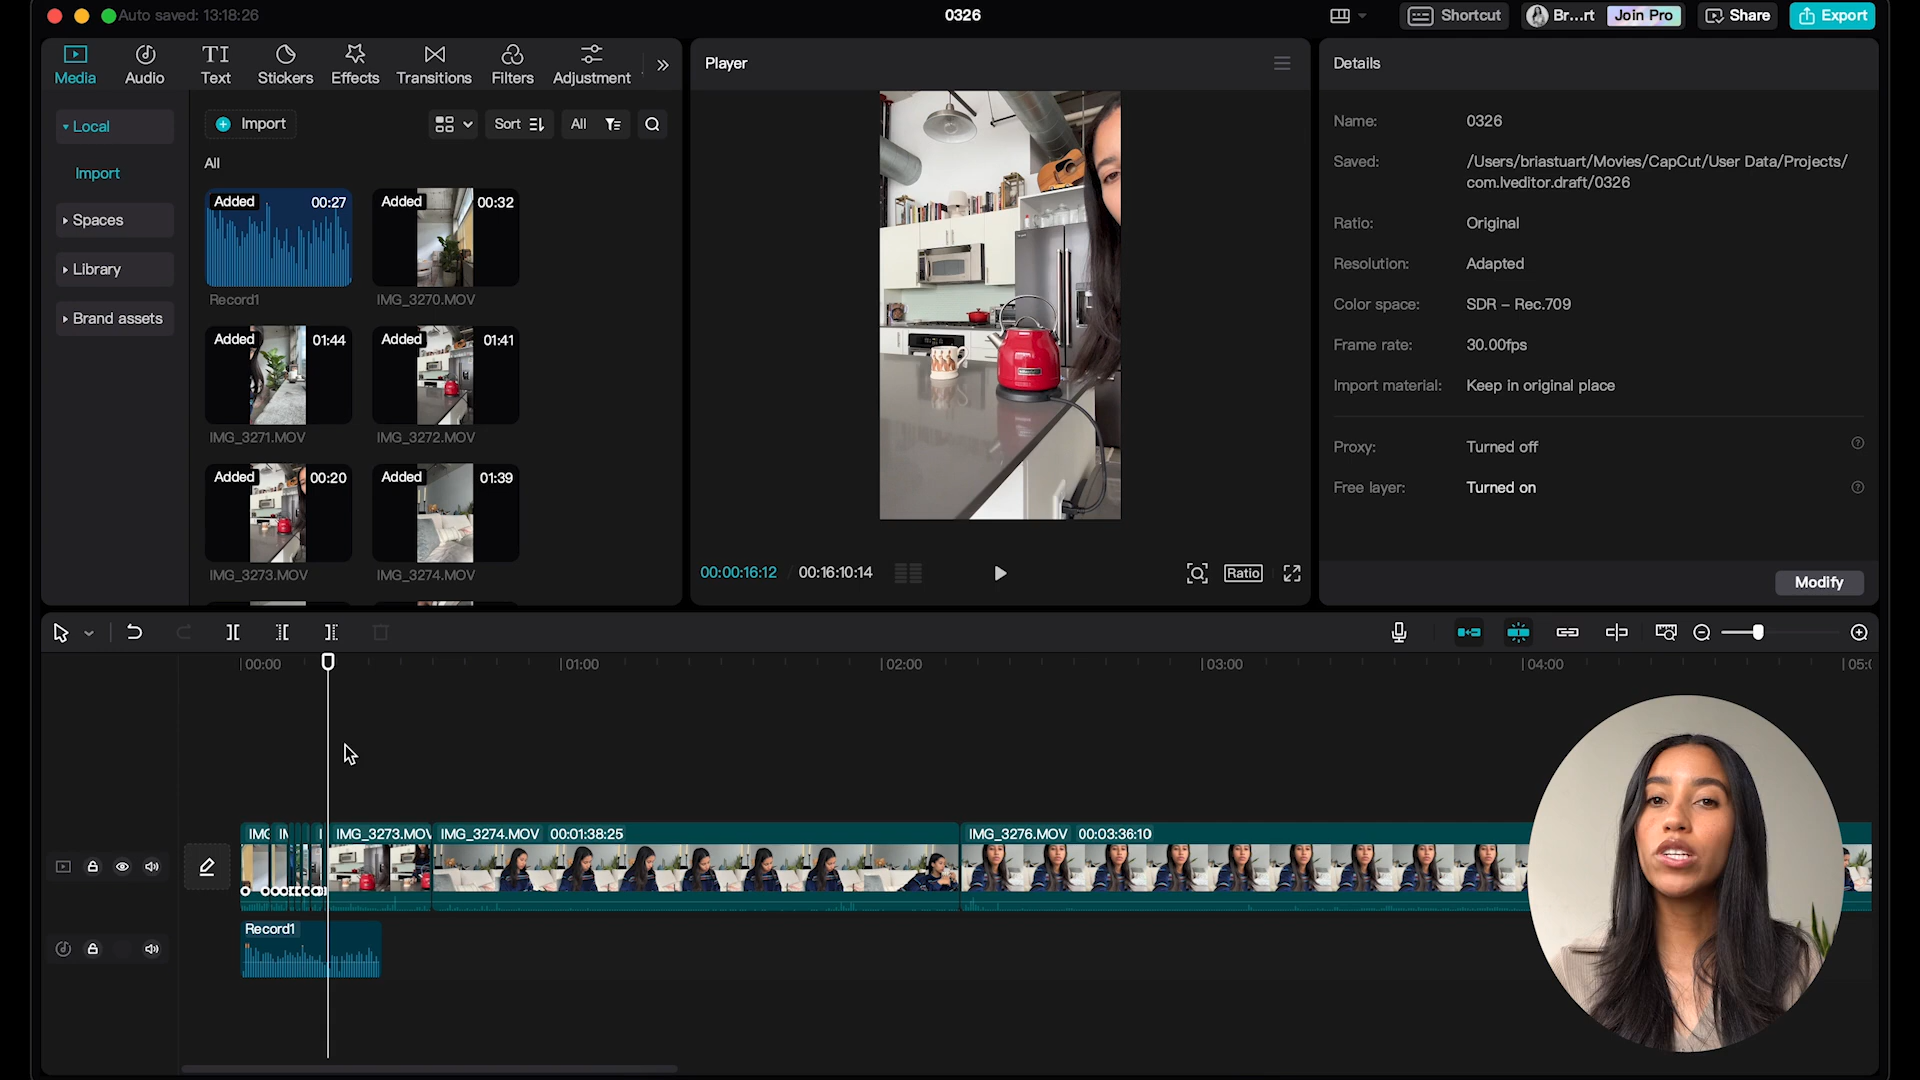 Auto saved: 13:18:26
0326
Shortcut
Br...rt
Join Pro
Share
Export
Media
Audio
TI
Text
Stickers
Effects
Transitions
Filters
Adjustment
Player
Details
Local
Import
Spaces
Library
Brand assets
Import
Sort
All
All
Added 00:27
Record1
Added 00:32
IMG_3270.MOV
Added 01:44
IMG_3271.MOV
Added 01:41
IMG_3272.MOV
Added 00:20
IMG_3273.MOV
Added 01:39
IMG_3274.MOV
00:00:16:12
00:16:10:14
Ratio
Name: 0326
Saved: /Users/briastuart/Movies/CapCut/User Data/Projects/
com.lveditor.draft/0326
Ratio: Original
Resolution: Adapted
Color space: SDR – Rec.709
Frame rate: 30.00fps
Import material: Keep in original place
Proxy: Turned off
Free layer: Turned on
Modify
00:00
01:00
02:00
03:00
04:00
05:0
IMG_3273.MOV
IMG_3274.MOV 00:01:38:25
IMG_3276.MOV 00:03:36:10
Record1